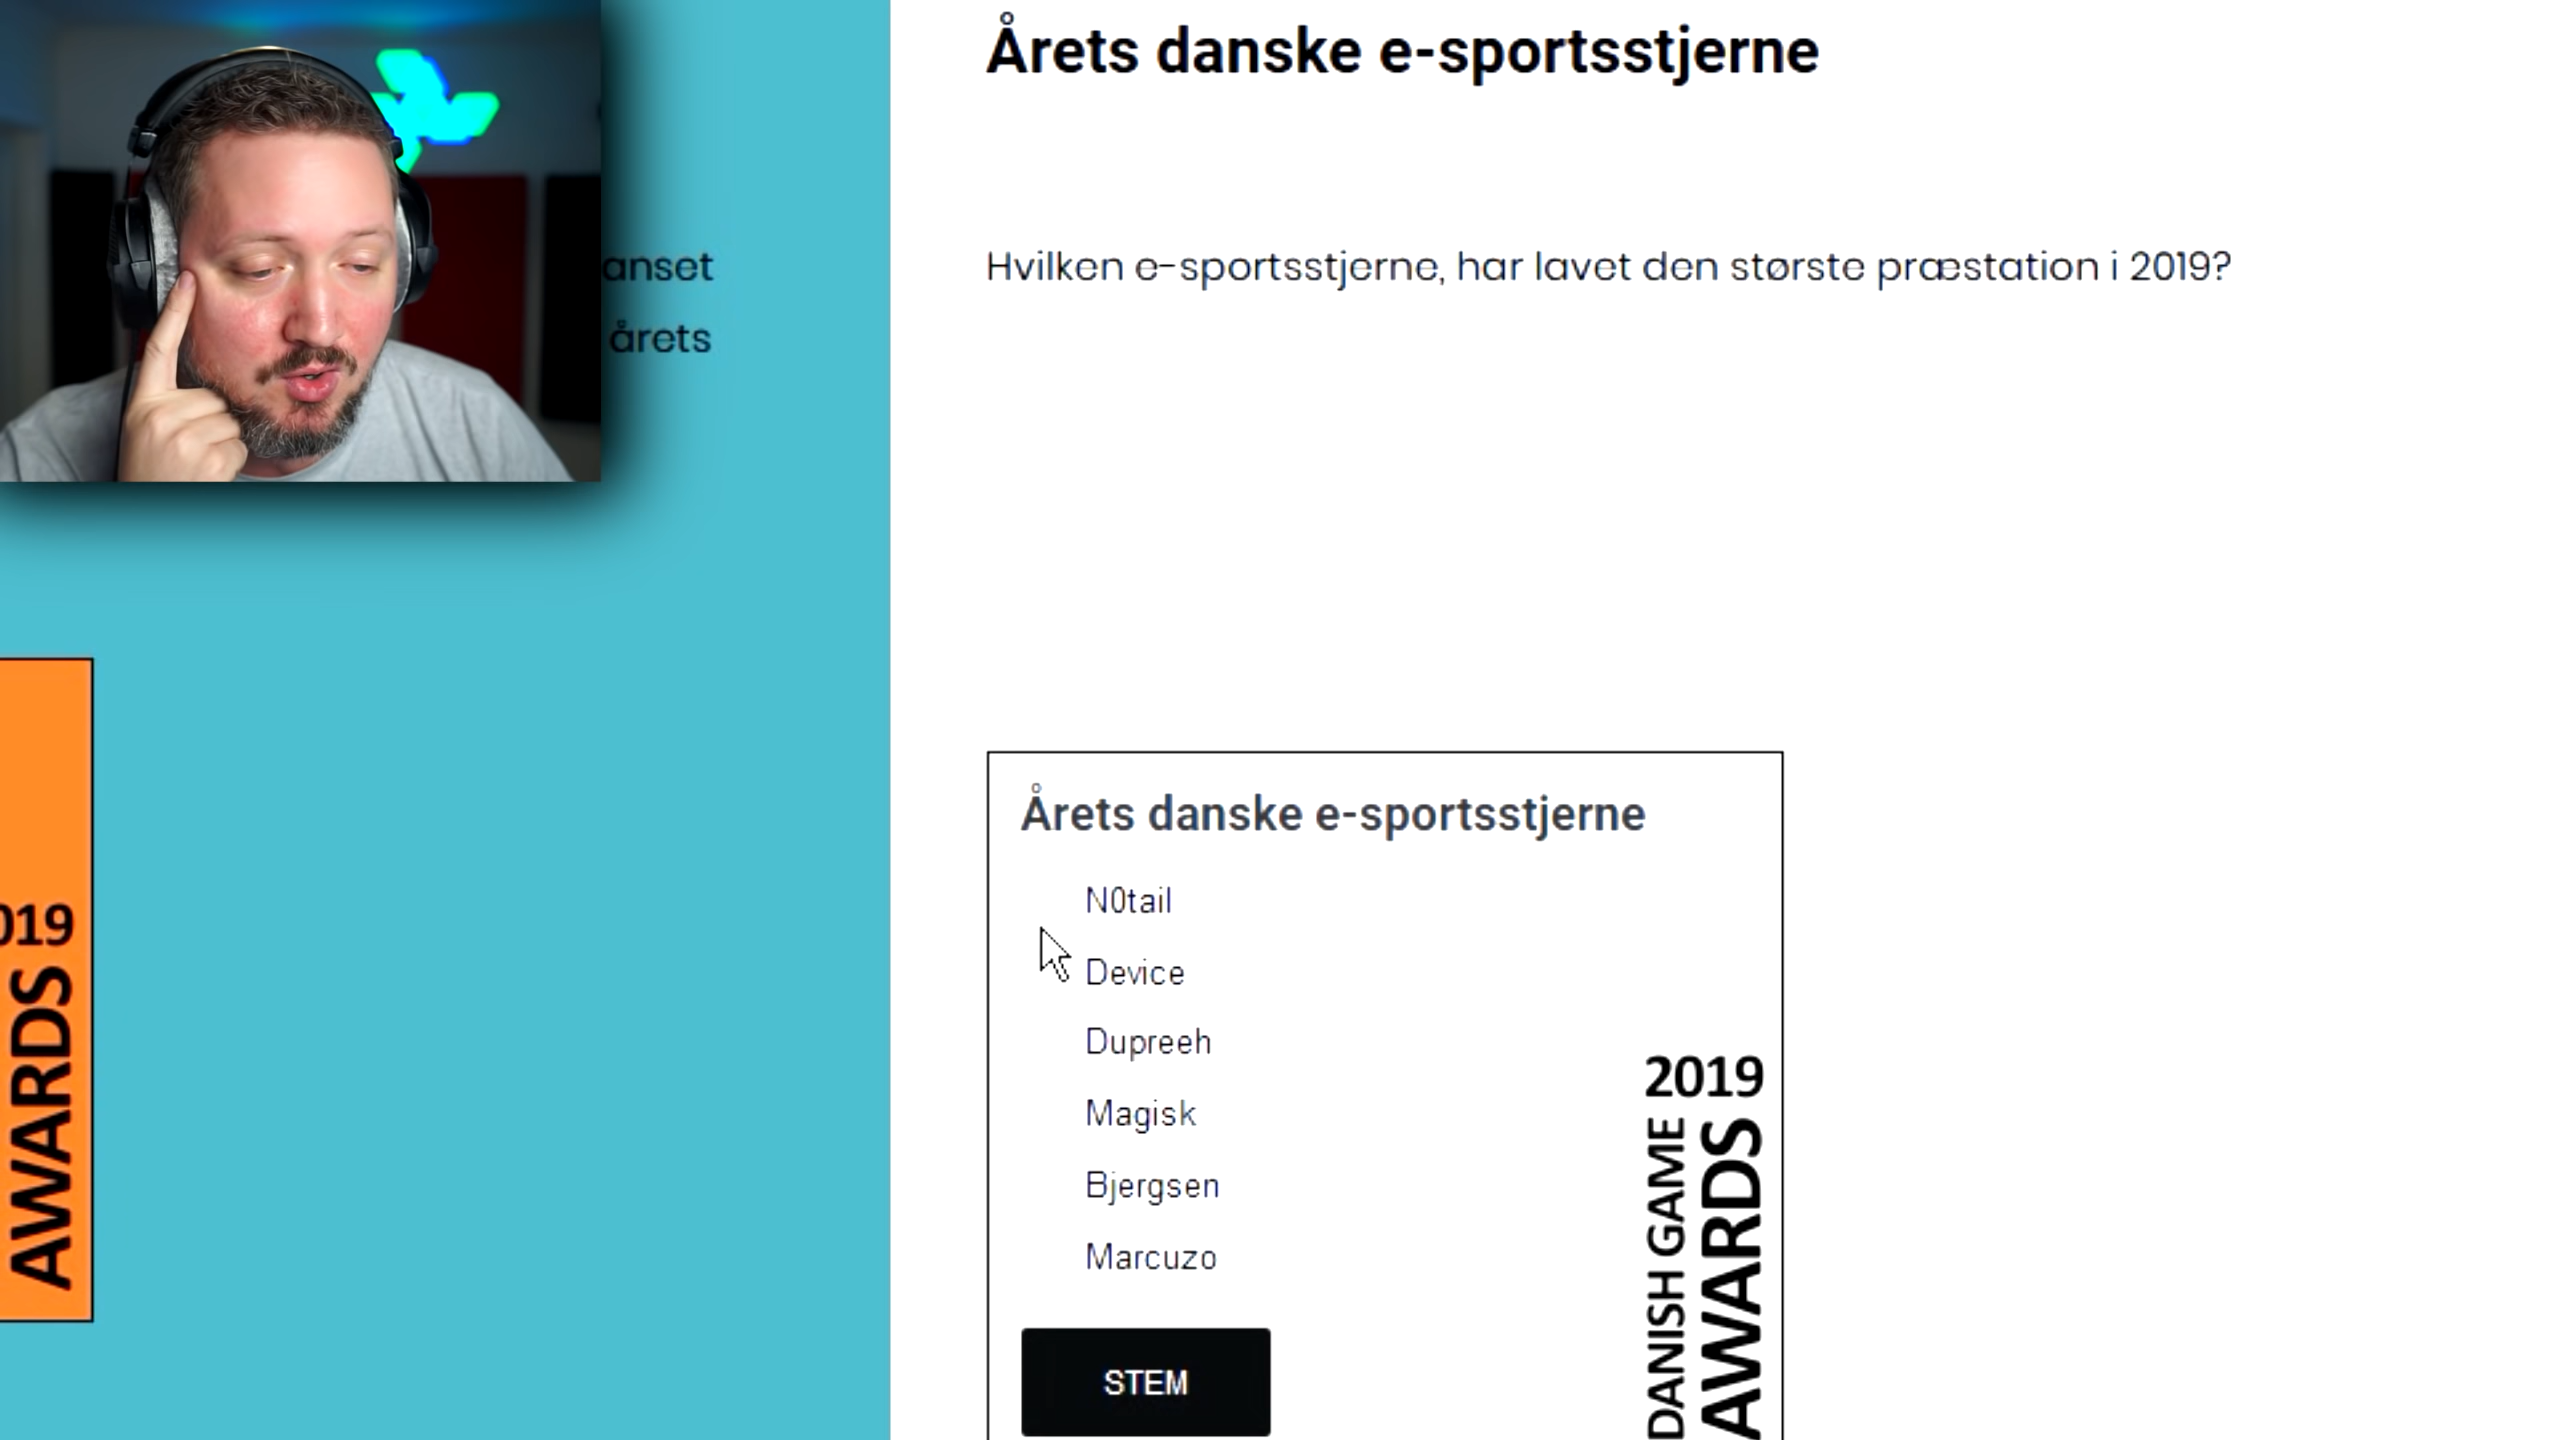 Årets danske e-sportsstjerne
anset
årets
Hvilken e-sportsstjerne, har lavet den største præstation i 2019?
019
AWARDS
Årets danske e-sportsstjerne
N0tail
Device
Dupreeh
Magisk
Bjergsen
Marcuzo
STEM
2019
DANISH GAME
AWARDS